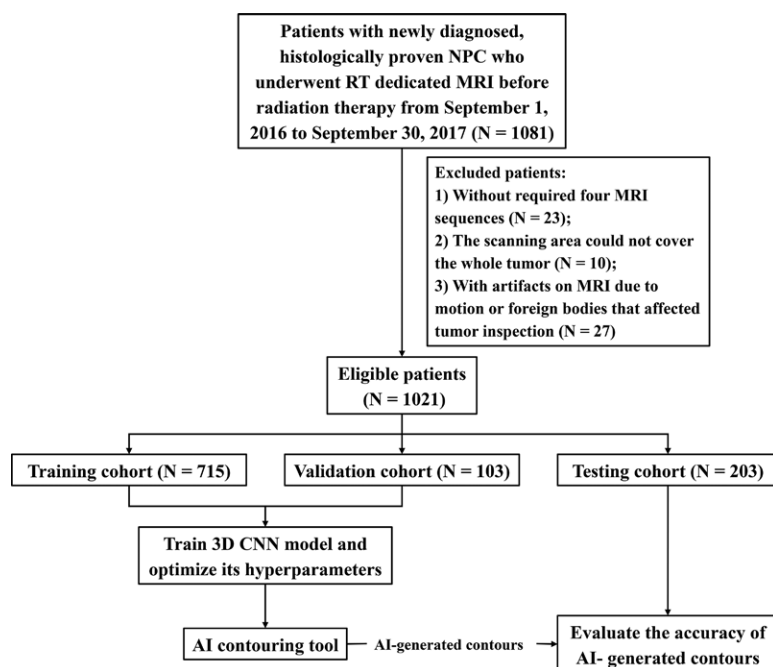 Patients with newly diagnosed,
histologically proven NPC who
underwent RT dedicated MRI before
radiation therapy from September 1,
2016 to September 30, 2017 (N = 1081)
Excluded patients:
1) Without required four MRI
sequences (N = 23);
2) The scanning area could not cover
the whole tumor (N = 10);
3) With artifacts on MRI due to
motion or foreign bodies that affected
tumor inspection (N = 27)
Eligible patients
(N = 1021)
Training cohort (N = 715)
Validation cohort (N = 103)
Testing cohort (N = 203)
Train 3D CNN model and
optimize its hyperparameters
AI contouring tool
AI-generated contours
Evaluate the accuracy of
AI- generated contours